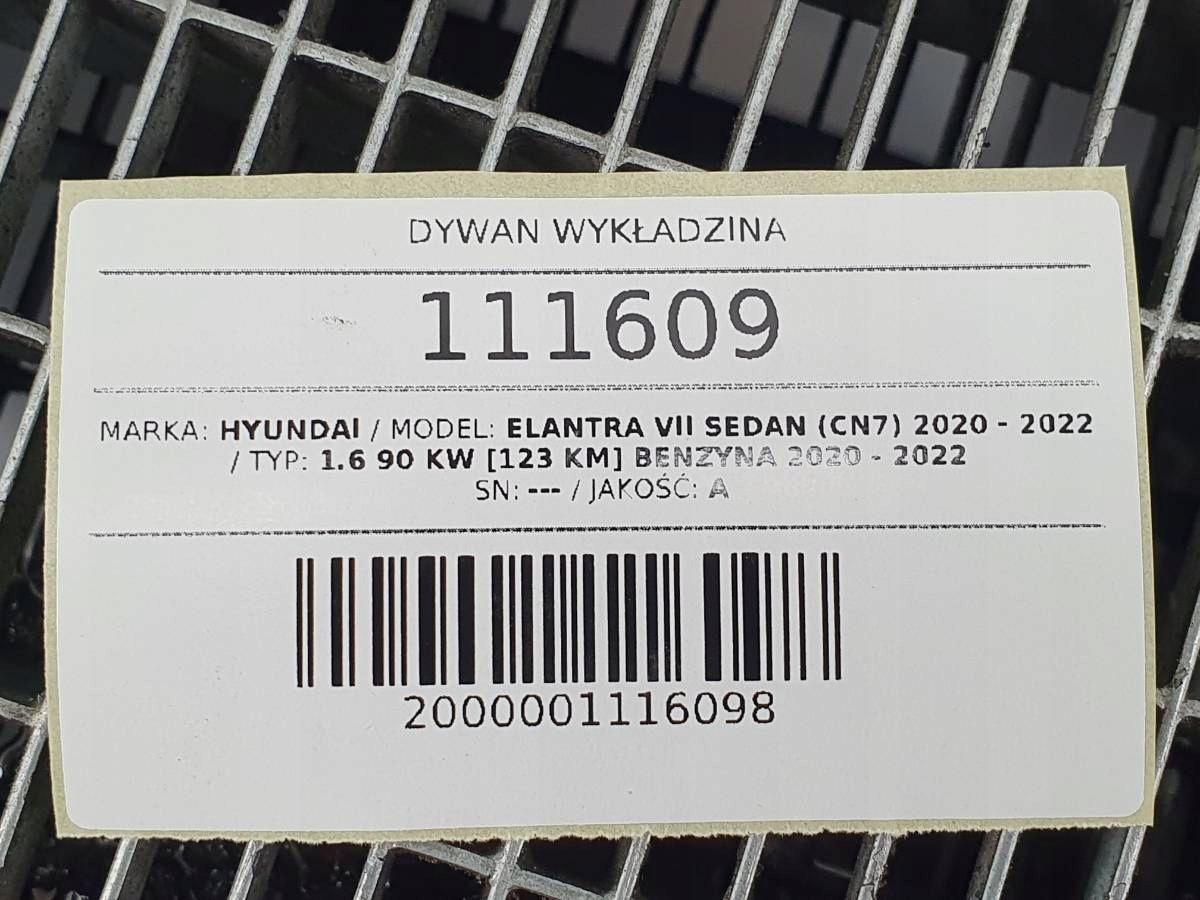 DYWAN WYKŁADZINA
111609
MARKA: HYUNDAI / MODEL: ELANTRA VII SEDAN (CN7) 2020 - 2022
/ TYP: 1.6 90 KW [123 KM] BENZYNA 2020 - 2022
SN: --- / JAKOŚĆ: A
2000001116098